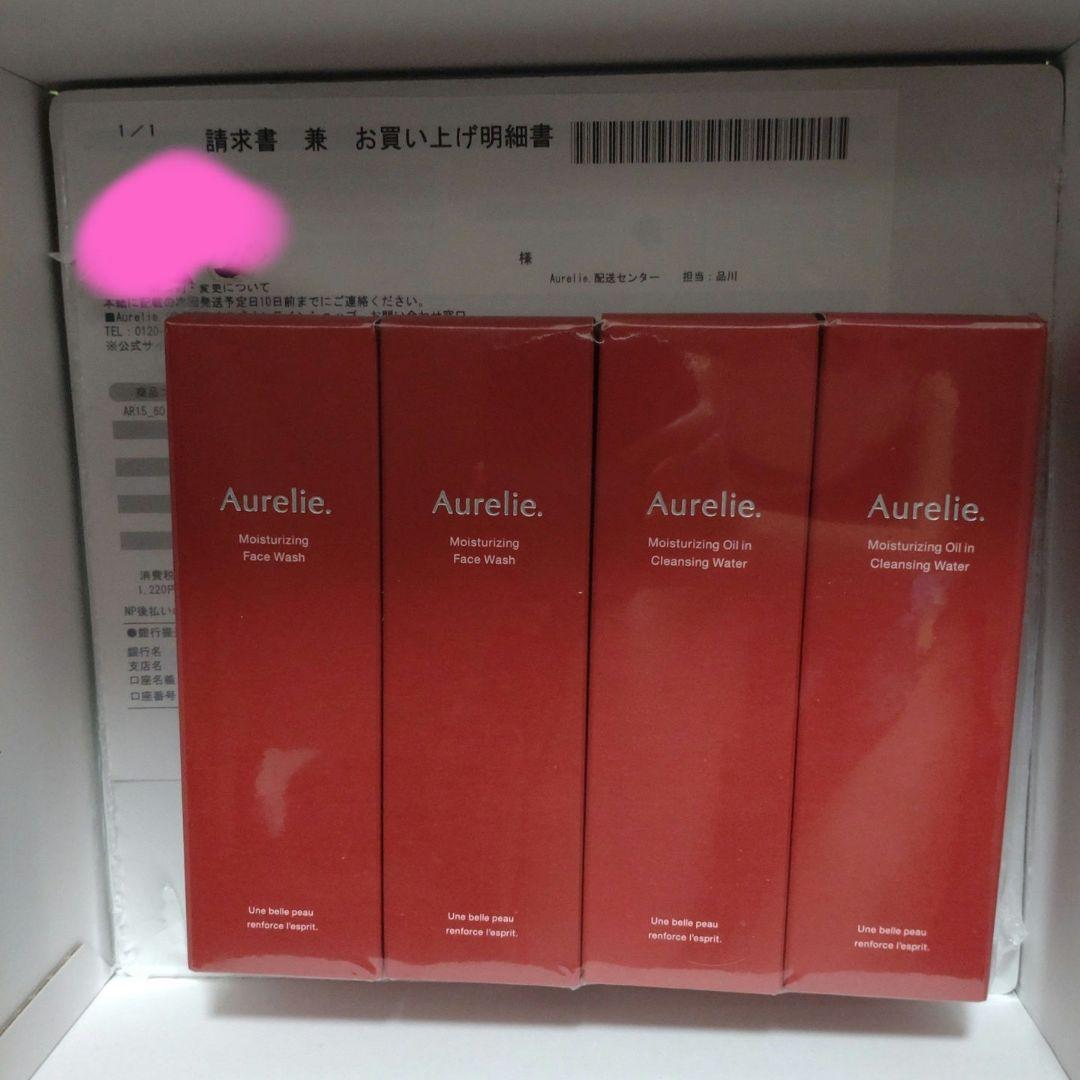 1/1
請求書 兼 お買い上げ明細書
様
Aurelie.配送センター 担当:品川
変更について
本紙に記載の次回発送予定日10日前までにご連絡ください。
■Aurelie.
TEL:0120-
※公式サイ
商品コ
AR15_60
消費税
1,220円
NP後払い
●銀行振
銀行名
支店名
口座名義
口座番号
Aurelie.
Moisturizing
Face Wash
Une belle peau
renforce l'esprit.
Aurelie.
Moisturizing
Face Wash
Une belle peau
renforce l'esprit.
Aurelie.
Moisturizing Oil in
Cleansing Water
Une belle peau
renforce l'esprit.
Aurelie.
Moisturizing Oil in
Cleansing Water
Une belle peau
renforce l'esprit.